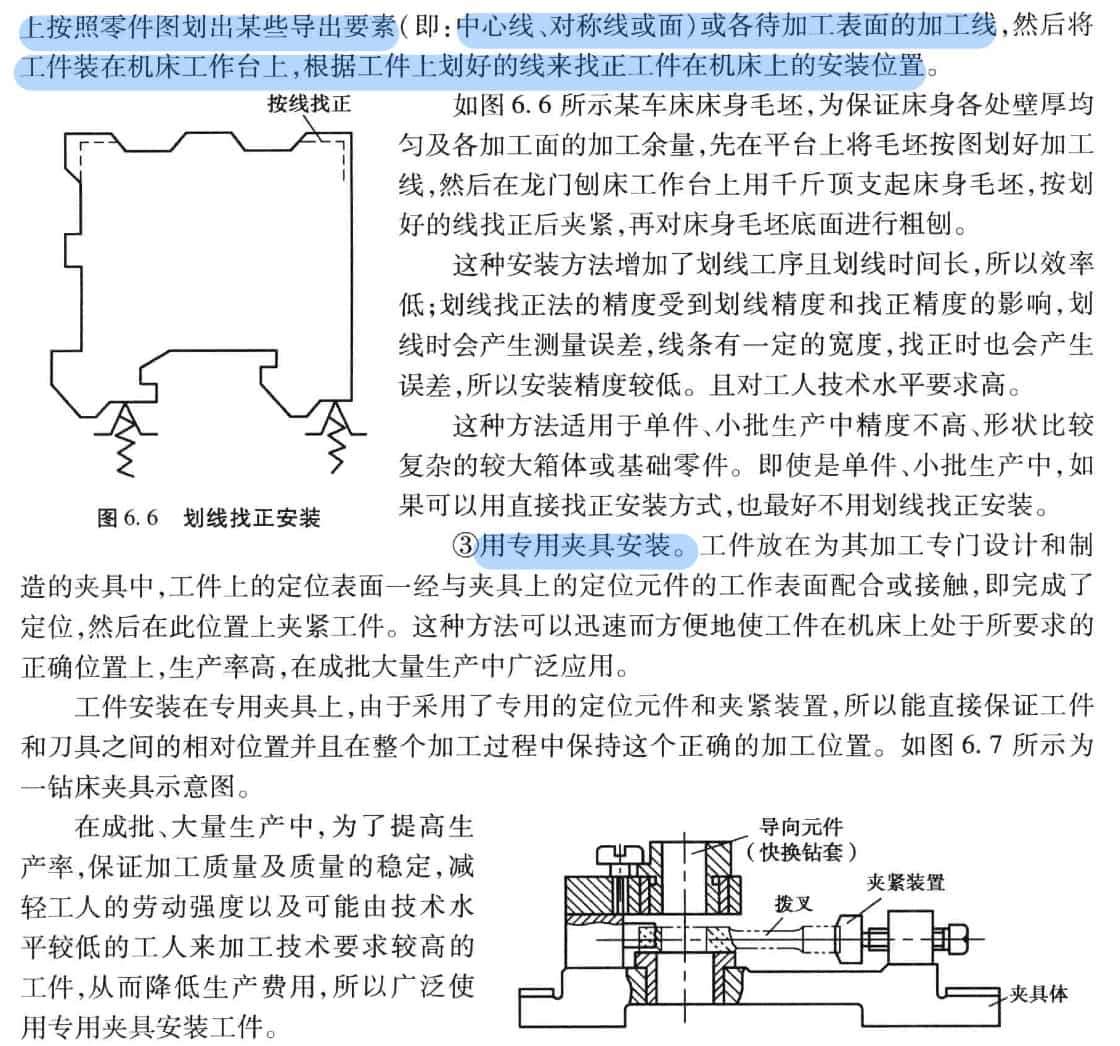 上按照零件图划出某些导出要素(即:中心线、对称线或面)或各待加工表面的加工线,然后将
工件装在机床工作台上,根据工件上划好的线来找正工件在机床上的安装位置。
按线找正
图 6.6 划线找正安装
如图 6.6 所示某车床床身毛坯,为保证床身各处壁厚均
匀及各加工面的加工余量,先在平台上将毛坯按图划好加工
线,然后在龙门刨床工作台上用千斤顶支起床身毛坯,按划
好的线找正后夹紧,再对床身毛坯底面进行粗刨。
这种安装方法增加了划线工序且划线时间长,所以效率
低;划线找正法的精度受到划线精度和找正精度的影响,划
线时会产生测量误差,线条有一定的宽度,找正时也会产生
误差,所以安装精度较低。且对工人技术水平要求高。
这种方法适用于单件、小批生产中精度不高、形状比较
复杂的较大箱体或基础零件。即使是单件、小批生产中,如
果可以用直接找正安装方式,也最好不用划线找正安装。
③用专用夹具安装。工件放在为其加工专门设计和制
造的夹具中,工件上的定位表面一经与夹具上的定位元件的工作表面配合或接触,即完成了
定位,然后在此位置上夹紧工件。这种方法可以迅速而方便地使工件在机床上处于所要求的
正确位置上,生产率高,在成批大量生产中广泛应用。
工件安装在专用夹具上,由于采用了专用的定位元件和夹紧装置,所以能直接保证工件
和刀具之间的相对位置并且在整个加工过程中保持这个正确的加工位置。如图 6.7 所示为
一钻床夹具示意图。
在成批、大量生产中,为了提高生
产率,保证加工质量及质量的稳定,减
轻工人的劳动强度以及可能由技术水
平较低的工人来加工技术要求较高的
工件,从而降低生产费用,所以广泛使
用专用夹具安装工件。
导向元件
(快换钻套)
夹紧装置
拨叉
夹具体